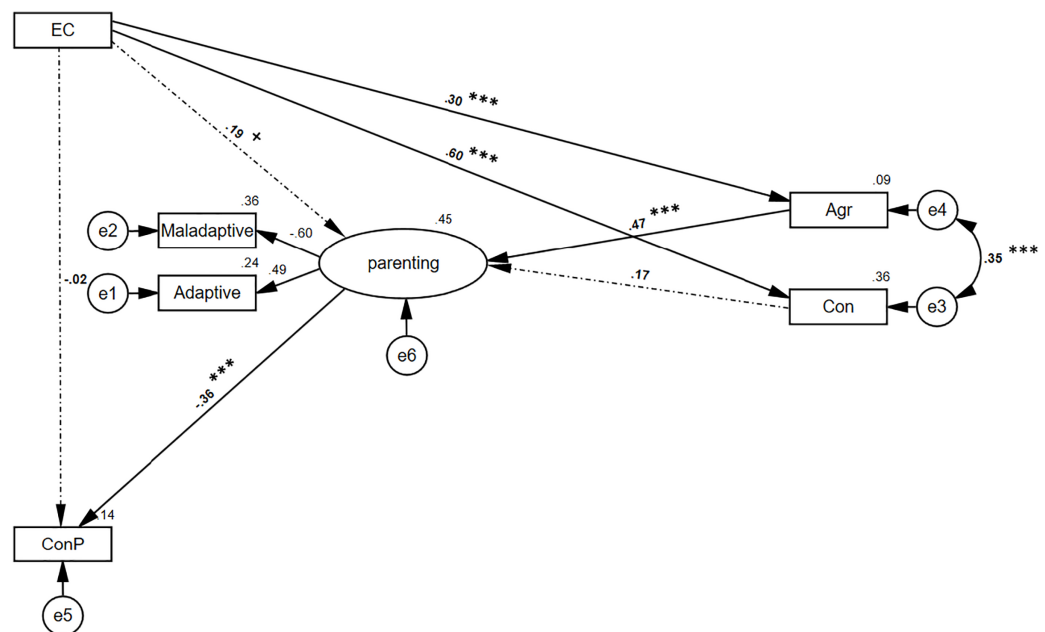 EC
.30 ***
.19 +
.60 ***
.09
Agr
e4
.36
.45
.47 ***
e2
Maladaptive
-.60
parenting
.35 ***
.24
.49
.17
.36
-.02
e1
Adaptive
Con
e3
e6
-.36 ***
.14
ConP
e5